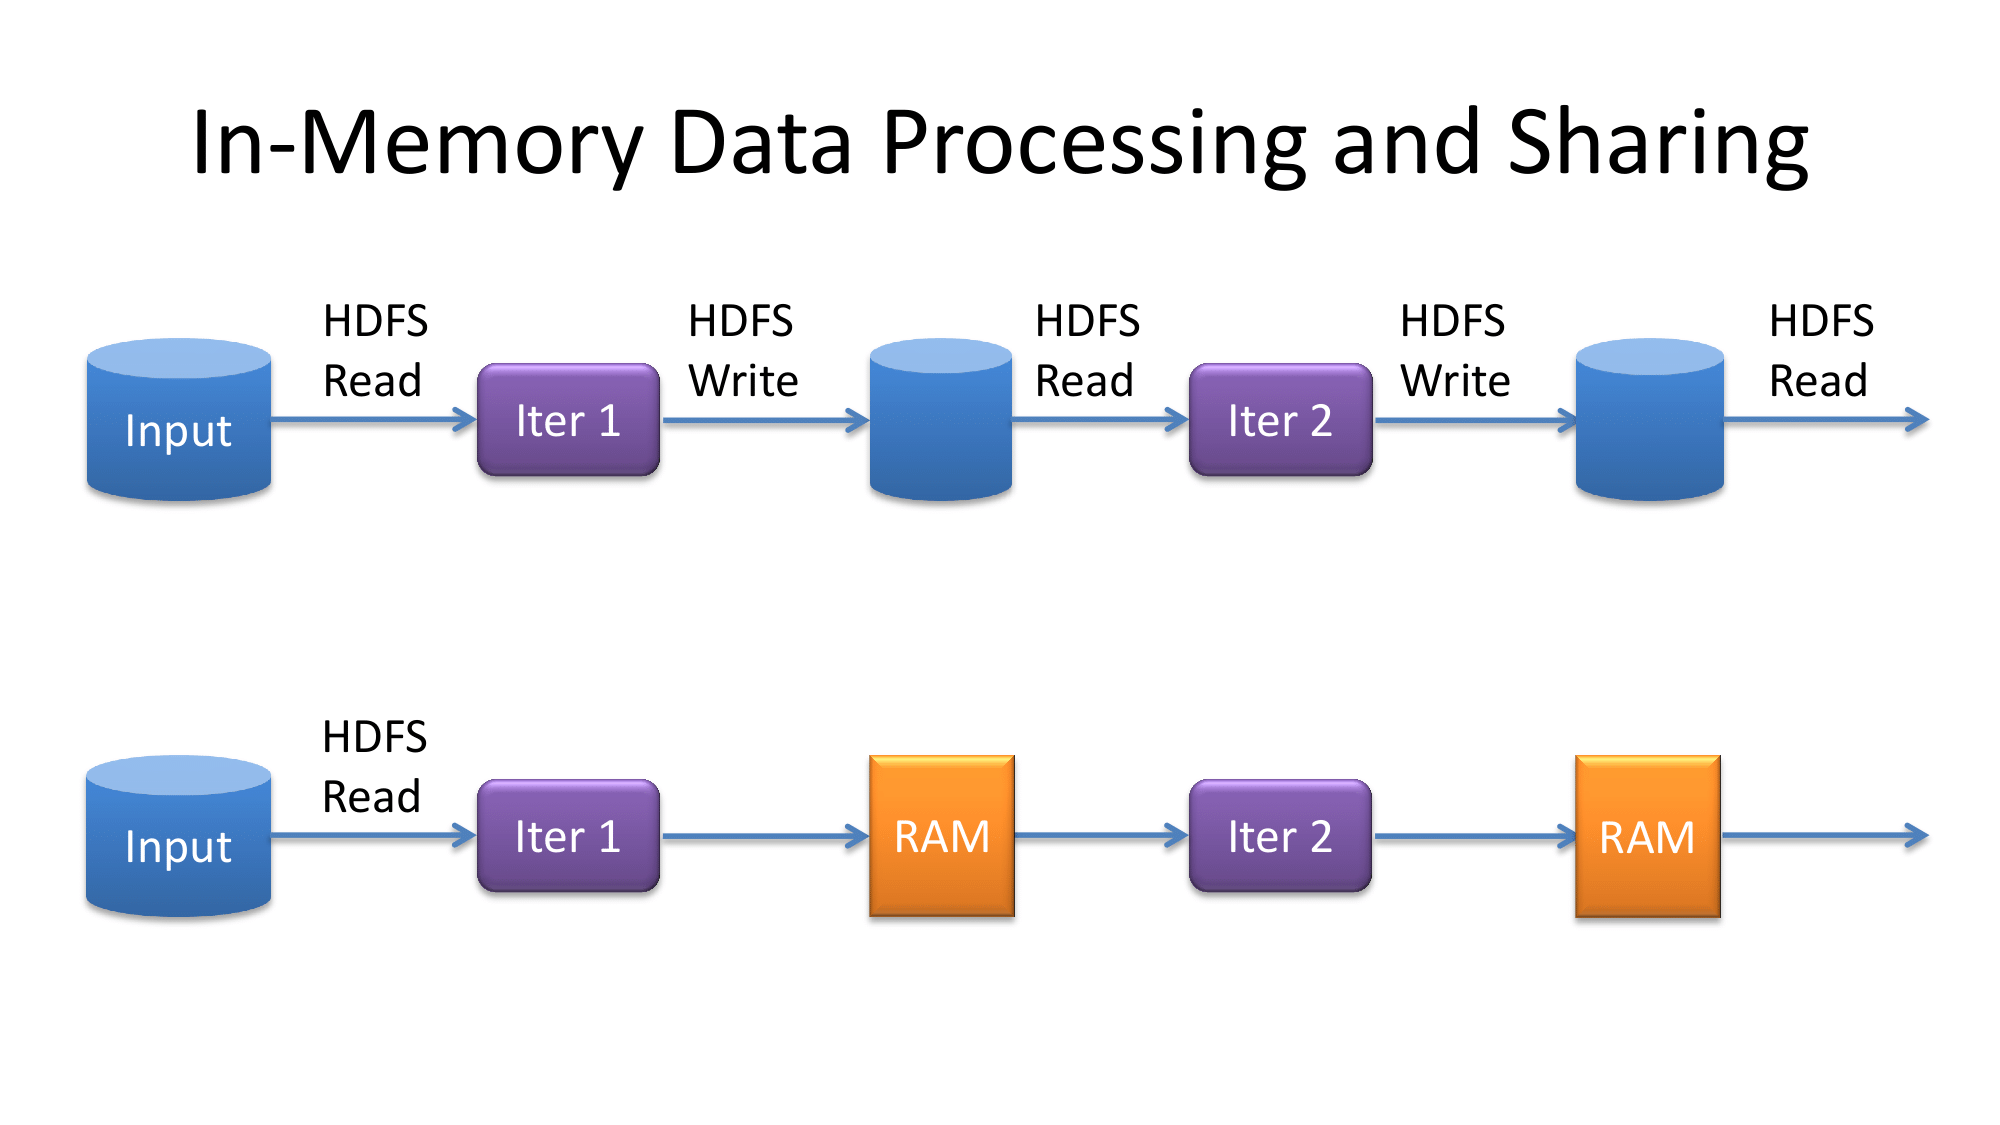 In-Memory Data Processing and Sharing
HDFS
Read
HDFS
Write
HDFS
Read
HDFS
Write
HDFS
Read
Input
Iter 1
Iter 2
HDFS
Read
Input
Iter 1
RAM
Iter 2
RAM